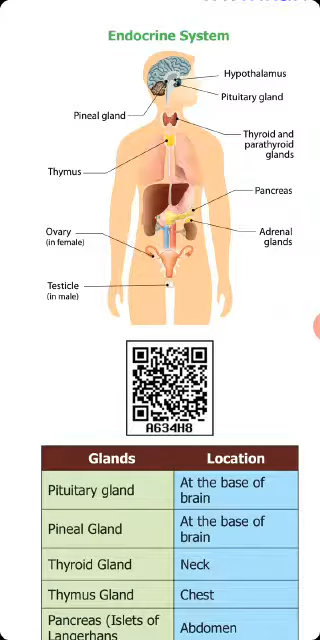 Endocrine System
Hypothalamus
Pituitary gland
Pineal gland
Thyroid and
parathyroid
glands
Thymus
Pancreas
Ovary
(in female)
Adrenal
glands
Testicle
(in male)
A634H8
Glands Location
Pituitary gland At the base of
brain
Pineal Gland At the base of
brain
Thyroid Gland Neck
Thymus Gland Chest
Pancreas (Islets of
Langerhans Abdomen